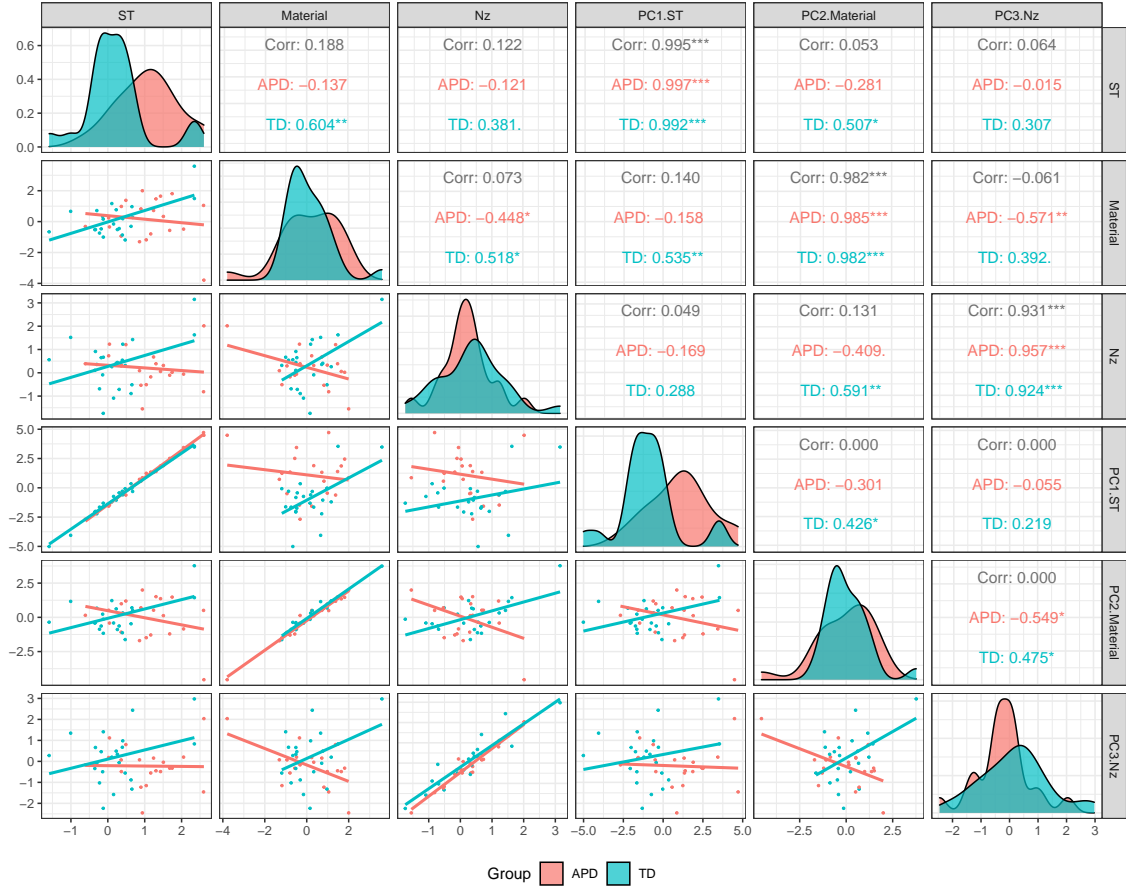 ST Material Nz PC1.ST PC2.Material PC3.Nz
0.6
0.4
0.2
0.0
Corr: 0.188 Corr: 0.122 Corr: 0.995*** Corr: 0.053 Corr: 0.064
APD: −0.137 APD: −0.121 APD: 0.997*** APD: −0.281 APD: −0.015
TD: 0.604** TD: 0.381. TD: 0.992*** TD: 0.507* TD: 0.307
ST
2
0
−2
−4
Corr: 0.073 Corr: 0.140 Corr: 0.982*** Corr: −0.061
APD: −0.448* APD: −0.158 APD: 0.985*** APD: −0.571**
TD: 0.518* TD: 0.535** TD: 0.982*** TD: 0.392.
Material
3
2
1
0
−1
Corr: 0.049 Corr: 0.131 Corr: 0.931***
APD: −0.169 APD: −0.409. APD: 0.957***
TD: 0.288 TD: 0.591** TD: 0.924***
Nz
5.0
2.5
0.0
−2.5
−5.0
Corr: 0.000 Corr: 0.000
APD: −0.301 APD: −0.055
TD: 0.426* TD: 0.219
PC1.ST
2.5
0.0
−2.5
Corr: 0.000
APD: −0.549*
TD: 0.475*
PC2.Material
3
2
1
0
−1
−2
PC3.Nz
−1 0 1 2 −4 −2 0 2 −1 0 1 2 3 −5.0 −2.5 0.0 2.5 5.0 −2.5 0.0 2.5 −2 −1 0 1 2 3
Group APD TD